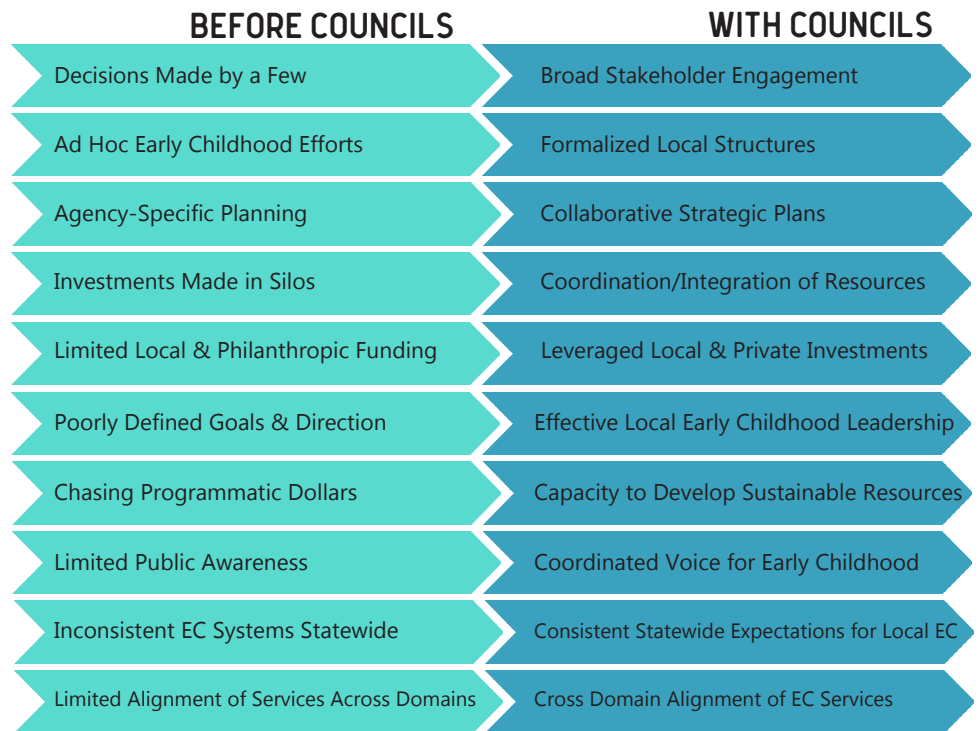 BEFORE COUNCILS
WITH COUNCILS
Decisions Made by a Few
Broad Stakeholder Engagement
Ad Hoc Early Childhood Efforts
Formalized Local Structures
Agency-Specific Planning
Collaborative Strategic Plans
Investments Made in Silos
Coordination/Integration of Resources
Limited Local & Philanthropic Funding
Leveraged Local & Private Investments
Poorly Defined Goals & Direction
Effective Local Early Childhood Leadership
Chasing Programmatic Dollars
Capacity to Develop Sustainable Resources
Limited Public Awareness
Coordinated Voice for Early Childhood
Inconsistent EC Systems Statewide
Consistent Statewide Expectations for Local EC
Limited Alignment of Services Across Domains
Cross Domain Alignment of EC Services